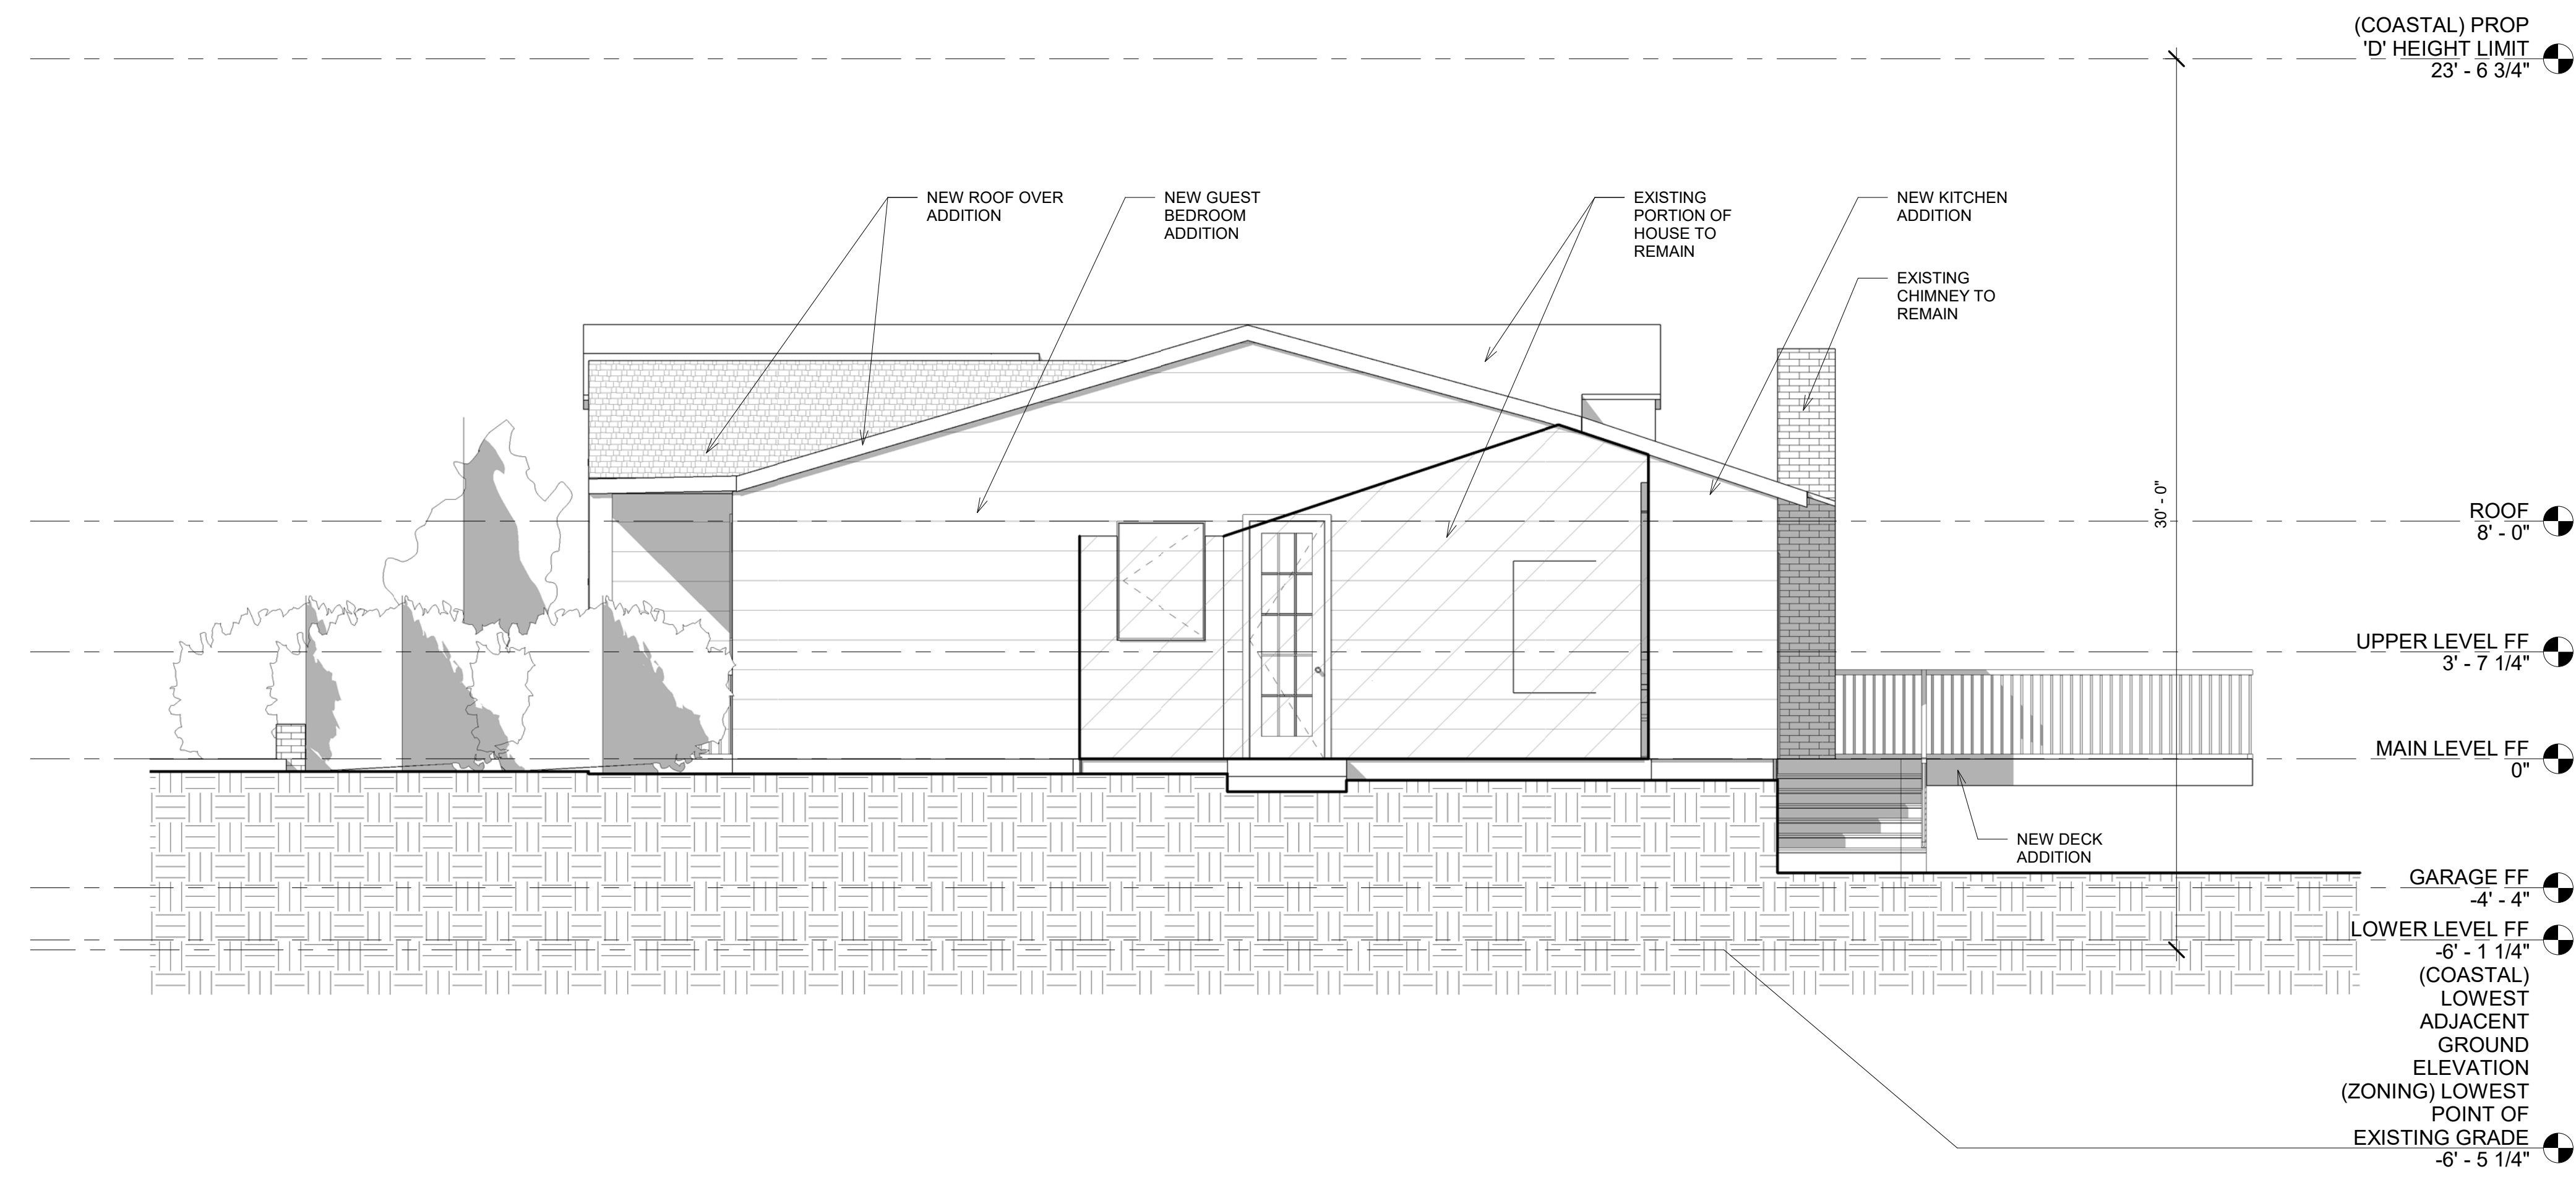 (COASTAL) PROP
'D' HEIGHT LIMIT
23' - 6 3/4"
NEW ROOF OVER
ADDITION
NEW GUEST
BEDROOM
ADDITION
EXISTING
PORTION OF
HOUSE TO
REMAIN
NEW KITCHEN
ADDITION
EXISTING
CHIMNEY TO
REMAIN
30' - 0"
ROOF
8' - 0"
UPPER LEVEL FF
3' - 7 1/4"
MAIN LEVEL FF
0"
NEW DECK
ADDITION
GARAGE FF
-4' - 4"
LOWER LEVEL FF
-6' - 1 1/4"
(COASTAL)
LOWEST
ADJACENT
GROUND
ELEVATION
(ZONING) LOWEST
POINT OF
EXISTING GRADE
-6' - 5 1/4"